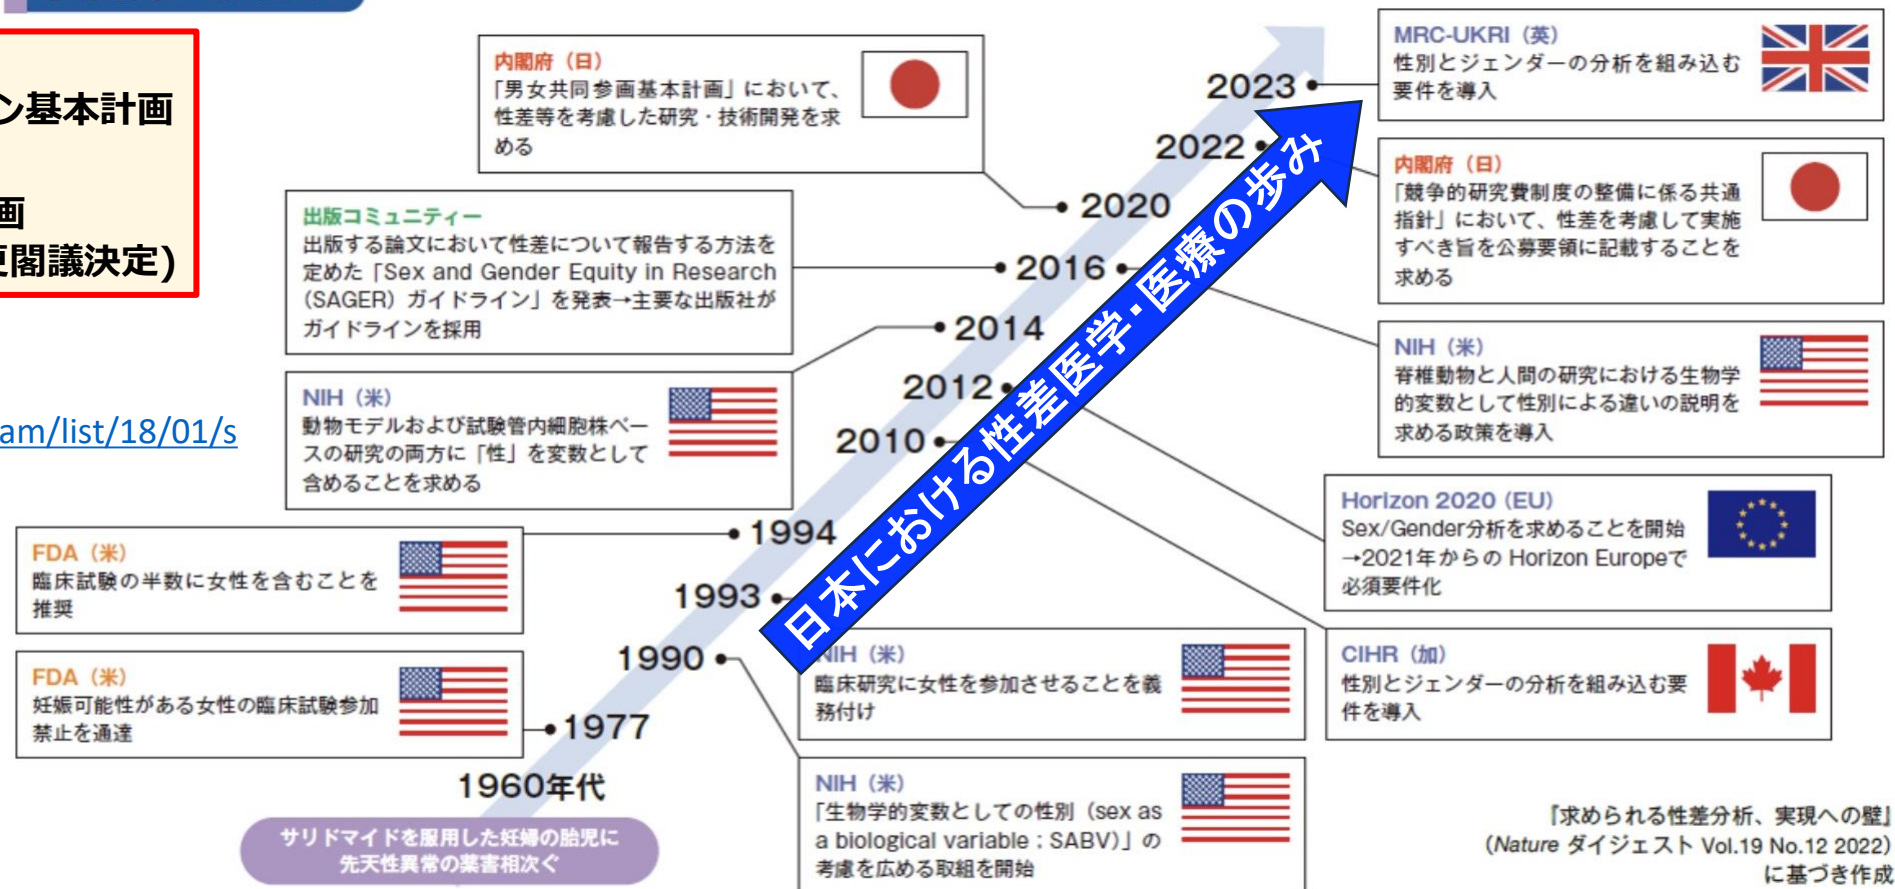 ン基本計画
画
更閣議決定)
am/list/18/01/s
内閣府（日）
「男女共同参画基本計画」において、
性差等を考慮した研究・技術開発を求
める
出版コミュニティー
出版する論文において性差について報告する方法を
定めた「Sex and Gender Equity in Research
（SAGER）ガイドライン」を発表→主要な出版社が
ガイドラインを採用
NIH（米）
動物モデルおよび試験管内細胞株ベー
スの研究の両方に「性」を変数として
含めることを求める
FDA（米）
臨床試験の半数に女性を含むことを
推奨
FDA（米）
妊娠可能性がある女性の臨床試験参加
禁止を通達
2023
2022
2020
2016
2014
2012
2010
1994
1993
1990
1977
1960年代
サリドマイドを服用した妊婦の胎児に
先天性異常の薬害相次ぐ
日本における性差医学・医療の歩み
MRC-UKRI（英）
性別とジェンダーの分析を組み込む
要件を導入
内閣府（日）
「競争的研究費制度の整備に係る共通
指針」において、性差を考慮して実施
すべき旨を公募要領に記載することを
求める
NIH（米）
脊椎動物と人間の研究における生物学
的変数として性別による違いの説明を
求める政策を導入
Horizon 2020（EU）
Sex/Gender分析を求めることを開始
→2021年からの Horizon Europeで
必須要件化
CIHR（加）
性別とジェンダーの分析を組み込む要
件を導入
NIH（米）
臨床研究に女性を参加させることを義
務付け
NIH（米）
「生物学的変数としての性別（sex as
a biological variable：SABV）」の
考慮を広める取組を開始
『求められる性差分析、実現への壁』
（Nature ダイジェスト Vol.19 No.12 2022）
に基づき作成